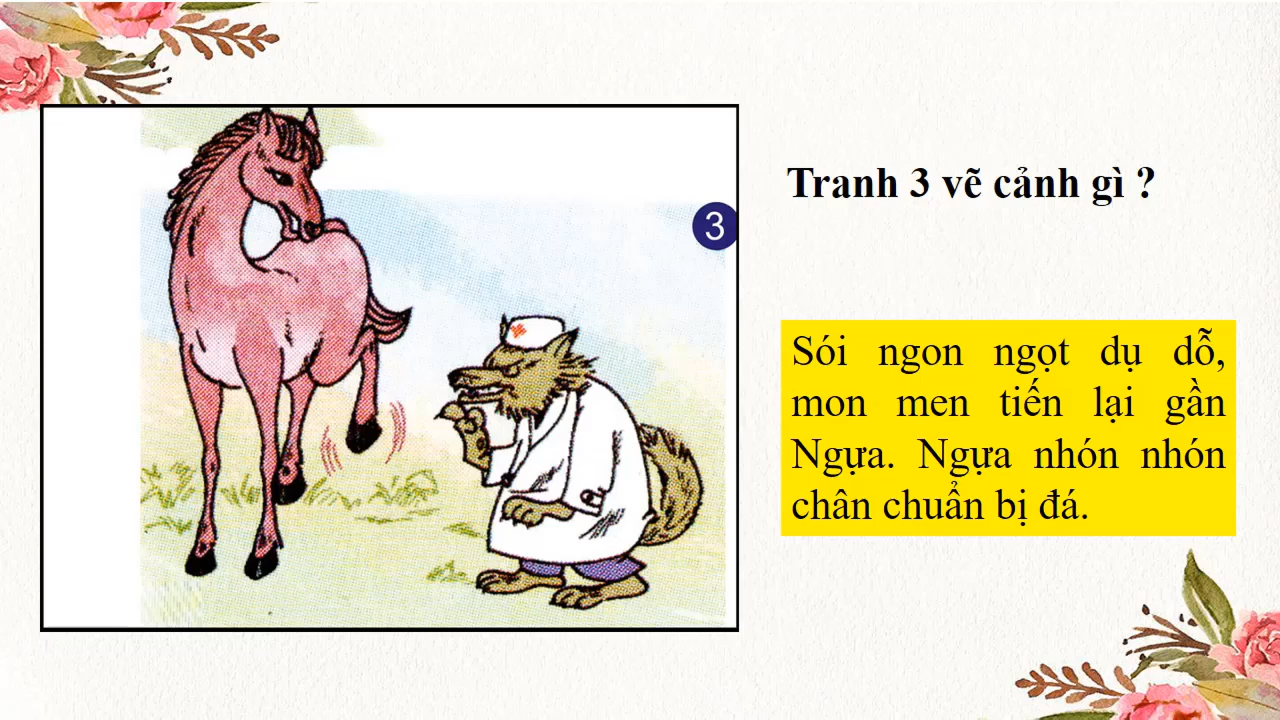 3
Tranh 3 vẽ cảnh gì ?
Sói ngon ngọt dụ dỗ,
mon men tiến lại gần
Ngựa. Ngựa nhón nhón
chân chuẩn bị đá.